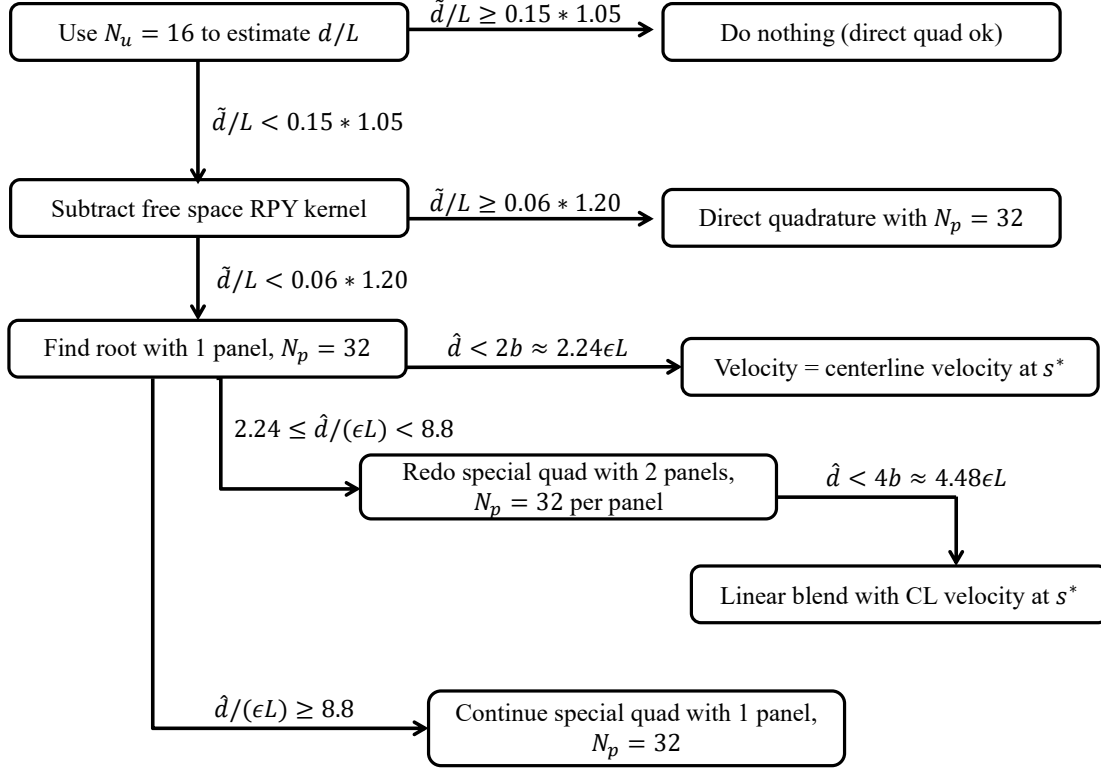 Use $N_u = 16$ to estimate $d/L$
$\tilde{d}/L \geq 0.15 * 1.05$
Do nothing (direct quad ok)
$\tilde{d}/L < 0.15 * 1.05$
Subtract free space RPY kernel
$\tilde{d}/L \geq 0.06 * 1.20$
Direct quadrature with $N_p = 32$
$\tilde{d}/L < 0.06 * 1.20$
Find root with 1 panel, $N_p = 32$
$\hat{d} < 2b \approx 2.24\epsilon L$
Velocity = centerline velocity at $s^*$
$2.24 \leq \hat{d}/(\epsilon L) < 8.8$
Redo special quad with 2 panels,
$N_p = 32$ per panel
$\hat{d} < 4b \approx 4.48\epsilon L$
Linear blend with CL velocity at $s^*$
$\hat{d}/(\epsilon L) \geq 8.8$
Continue special quad with 1 panel,
$N_p = 32$